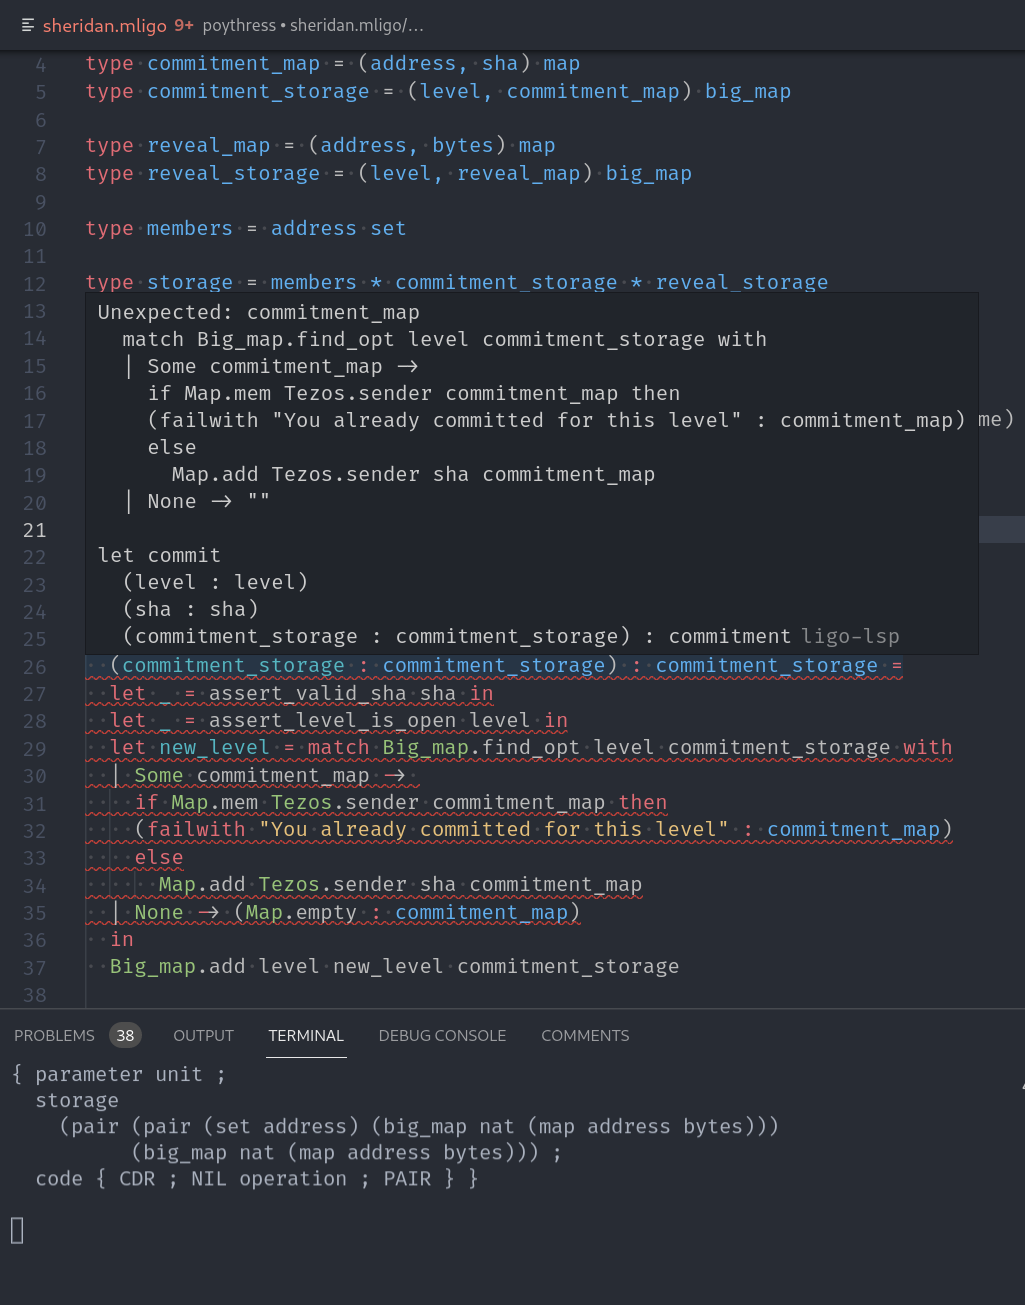 sheridan.mligo 9+ poythress • sheridan.mligo/…
4 type commitment_map = (address, sha) map
5 type commitment_storage = (level, commitment_map) big_map
6
7 type reveal_map = (address, bytes) map
8 type reveal_storage = (level, reveal_map) big_map
9
10 type members = address set
11
12 type storage = members * commitment_storage * reveal_storage
13 Unexpected: commitment_map
14 match Big_map.find_opt level commitment_storage with
15 | Some commitment_map ->
16 if Map.mem Tezos.sender commitment_map then
17 (failwith "You already committed for this level" : commitment_map) me)
18 else
19 Map.add Tezos.sender sha commitment_map
20 | None -> ""
21
22 let commit
23 (level : level)
24 (sha : sha)
25 (commitment_storage : commitment_storage) : commitment ligo-lsp
26 (commitment_storage : commitment_storage) : commitment_storage =
27 let _ = assert_valid_sha sha in
28 let _ = assert_level_is_open level in
29 let new_level = match Big_map.find_opt level commitment_storage with
30 | Some commitment_map ->
31 if Map.mem Tezos.sender commitment_map then
32 (failwith "You already committed for this level" : commitment_map)
33 else
34 Map.add Tezos.sender sha commitment_map
35 | None -> (Map.empty : commitment_map)
36 in
37 Big_map.add level new_level commitment_storage
38
PROBLEMS 38 OUTPUT TERMINAL DEBUG CONSOLE COMMENTS
{ parameter unit ;
storage
(pair (pair (set address) (big_map nat (map address bytes)))
(big_map nat (map address bytes))) ;
code { CDR ; NIL operation ; PAIR } }